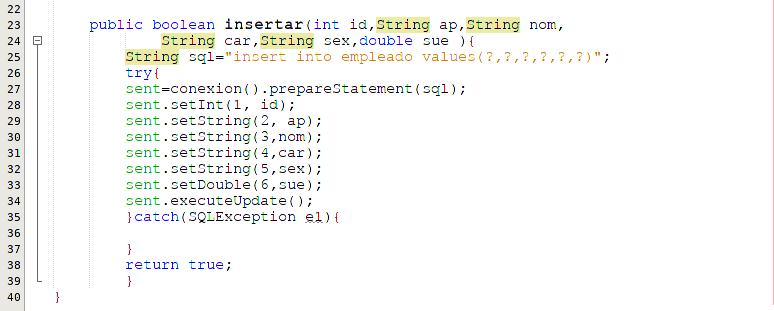 22
23 public boolean insertar(int id,String ap,String nom,
24 String car,String sex,double sue ){
25 String sql="insert into empleado values(?,?,?,?,?,?)";
26 try{
27 sent=conexion().prepareStatement(sql);
28 sent.setInt(1, id);
29 sent.setString(2, ap);
30 sent.setString(3,nom);
31 sent.setString(4,car);
32 sent.setString(5,sex);
33 sent.setDouble(6,sue);
34 sent.executeUpdate();
35 }catch(SQLException el){
36
37 }
38 return true;
39 }
40 }